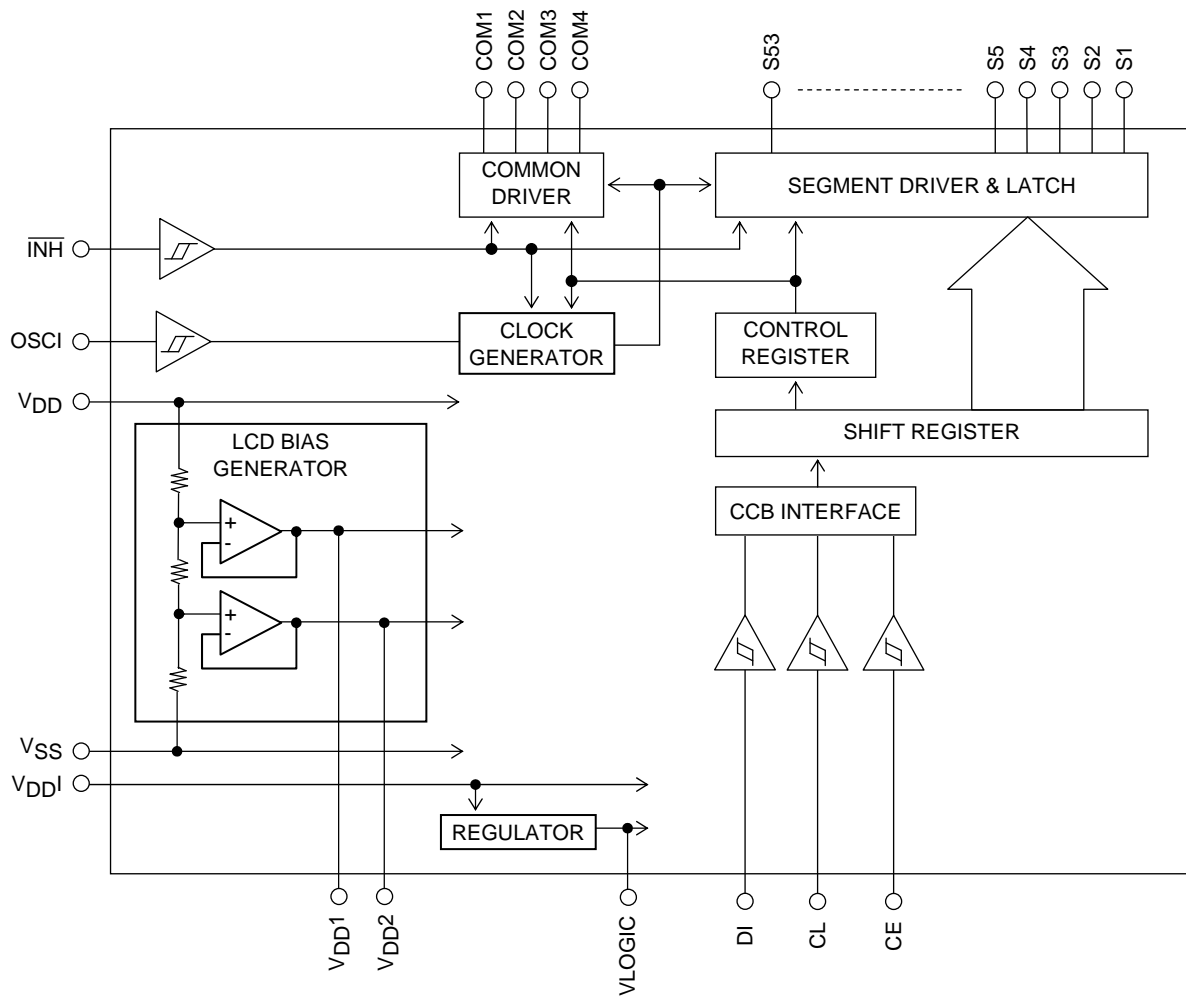 COM1
COM2
COM3
COM4
S53
S5
S4
S3
S2
S1
COMMON
DRIVER
SEGMENT DRIVER & LATCH
INH
OSCI
CLOCK
GENERATOR
CONTROL
REGISTER
VDD
LCD BIAS
GENERATOR
SHIFT REGISTER
+
-
CCB INTERFACE
+
-
VSS
VDDI
REGULATOR
VDD1
VDD2
VLOGIC
DI
CL
CE